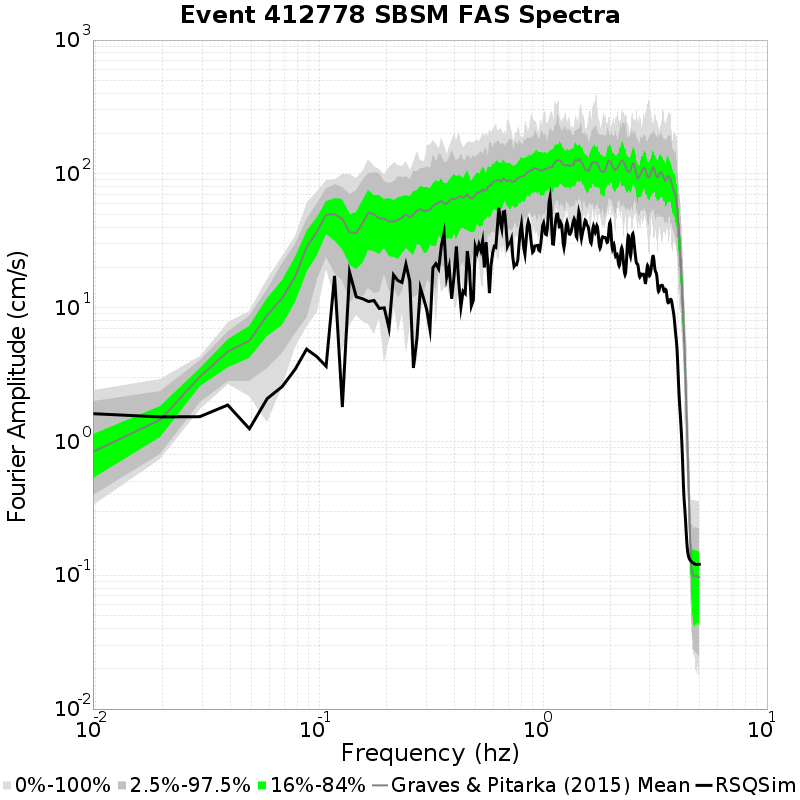 Event 412778 SBSM FAS Spectra
10^3
10^2
10^1
10^0
10^-1
10^-2
Fourier Amplitude (cm/s)
10^-2 10^-1 10^0 10^1
Frequency (hz)
0%-100% 2.5%-97.5% 16%-84% Graves & Pitarka (2015) Mean RSQSim